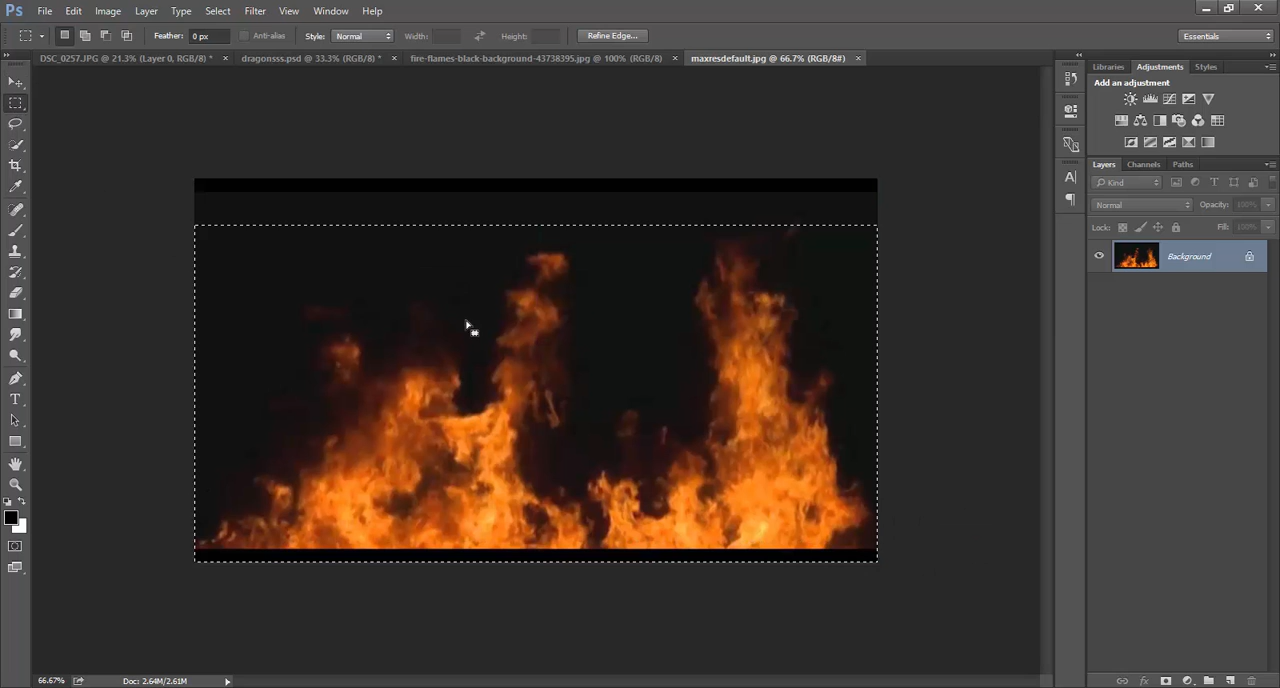 Ps File Edit Image Layer Type Select Filter View Window Help
Feather: 0 px Anti-alias Style: Normal Width: Height: Refine Edge... Essentials
DSC_0257.JPG @ 21.3% (Layer 0, RGB/8) * × dragonsss.psd @ 33.3% (RGB/8) * × fire-flames-black-background-43738395.jpg @ 100% (RGB/8) × maxresdefault.jpg @ 66.7% (RGB/8#) ×
Libraries Adjustments Styles
Add an adjustment
Layers Channels Paths
Kind
Normal Opacity: 100%
Lock: Fill: 100%
Background
66.67% Doc: 2.64M/2.61M